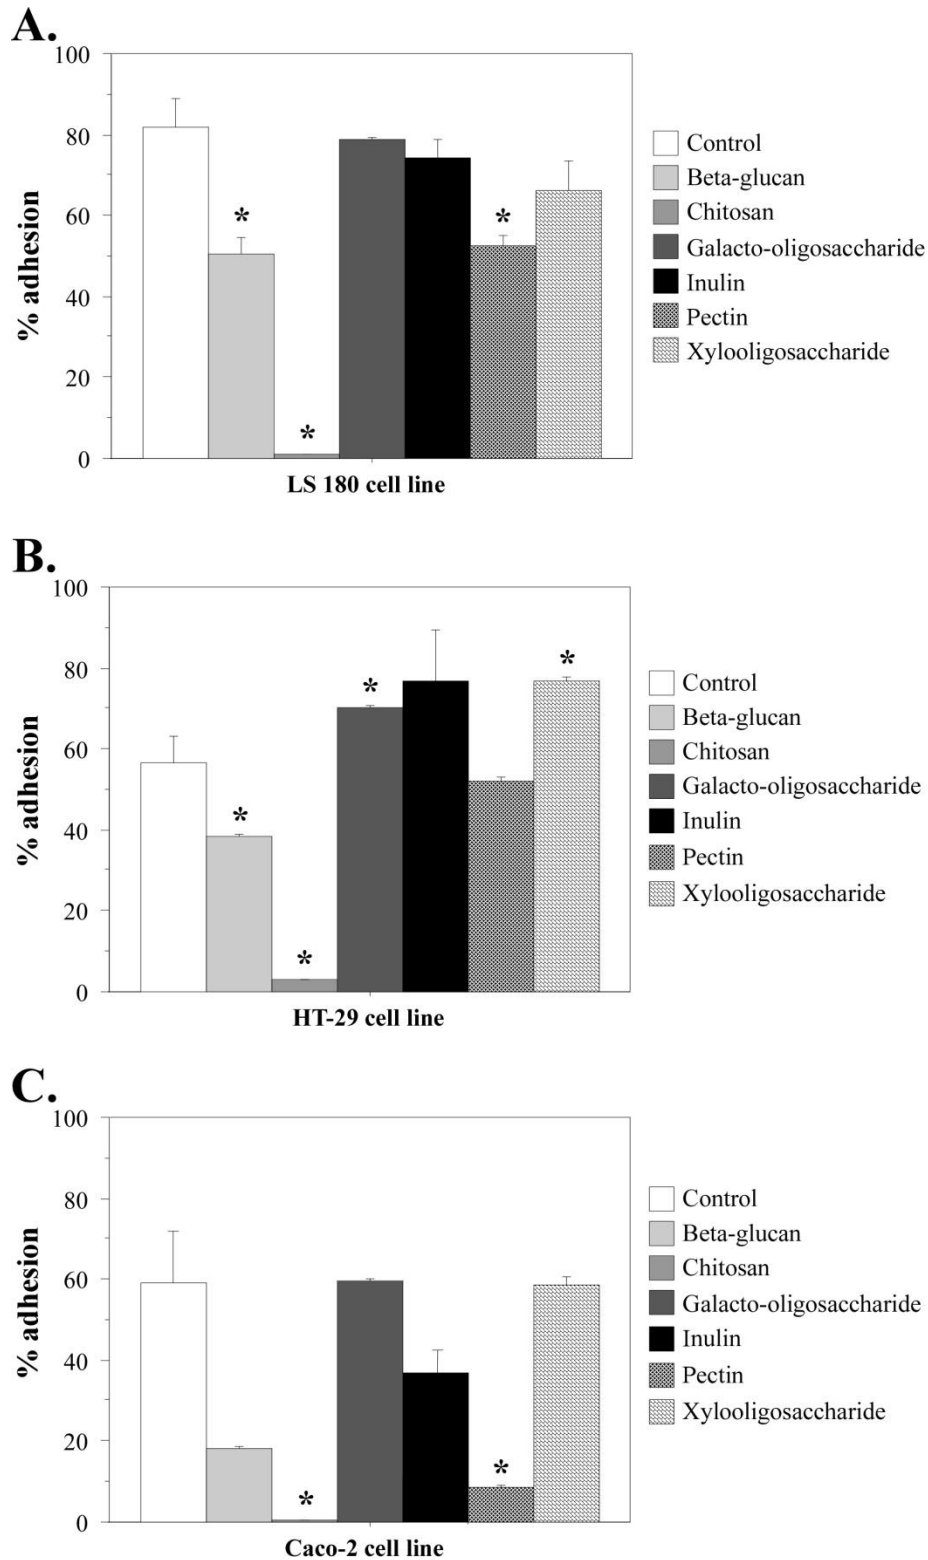 A.
100
80
60
40
20
0
% adhesion
*
*
*
LS 180 cell line
Control
Beta-glucan
Chitosan
Galacto-oligosaccharide
Inulin
Pectin
Xylooligosaccharide
B.
100
80
60
40
20
0
% adhesion
*
*
*
*
HT-29 cell line
Control
Beta-glucan
Chitosan
Galacto-oligosaccharide
Inulin
Pectin
Xylooligosaccharide
C.
100
80
60
40
20
0
% adhesion
*
*
Caco-2 cell line
Control
Beta-glucan
Chitosan
Galacto-oligosaccharide
Inulin
Pectin
Xylooligosaccharide